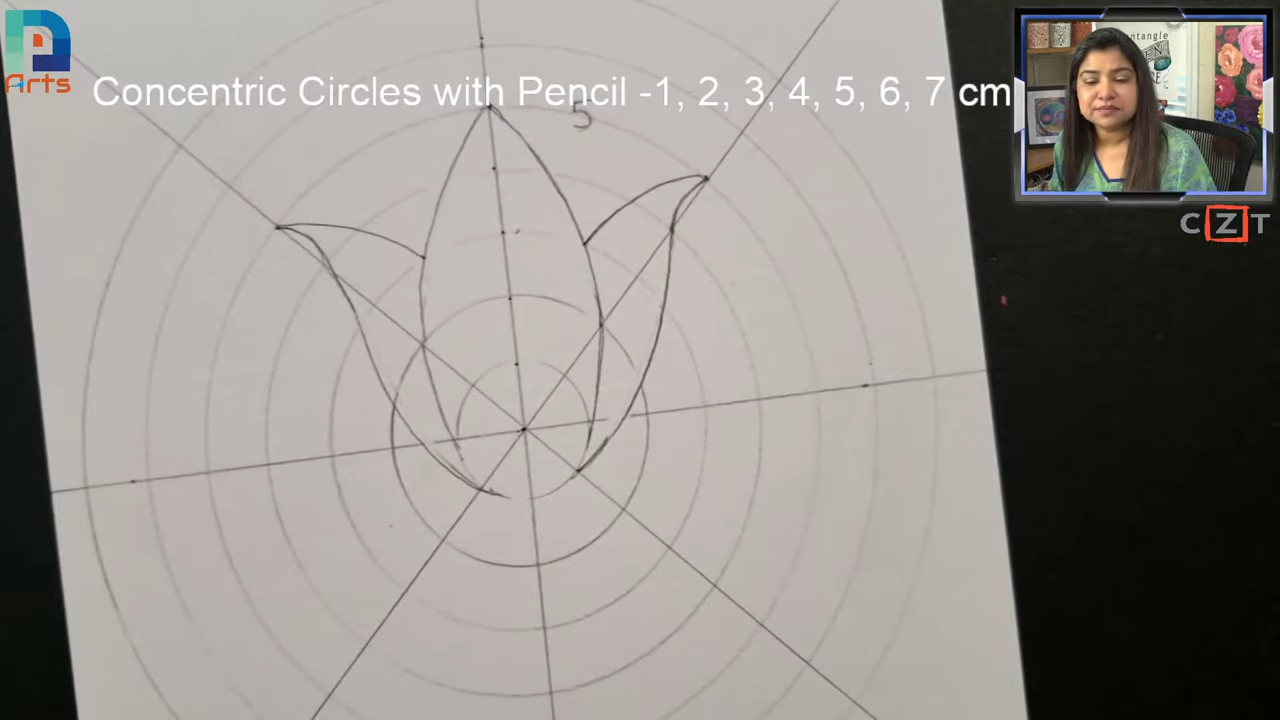 Arts
Concentric Circles with Pencil -1, 2, 3, 4, 5, 6, 7 cm
5
CZT